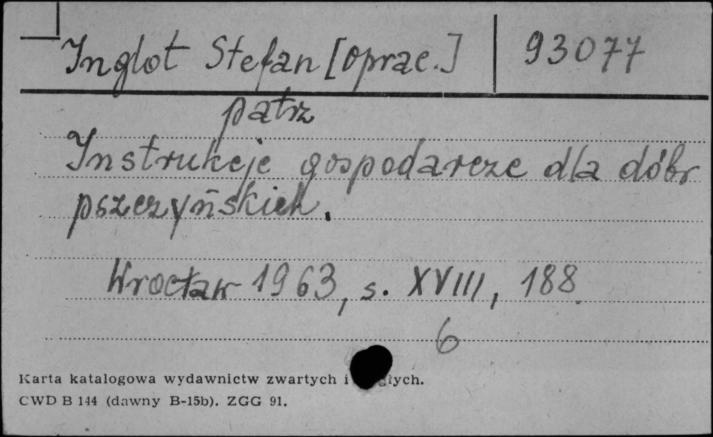 Inglot Stefan [oprac.] 93077
patrz
Instrukcje gospodarcze dla dóbr
pszczyńskich.
Wrocław 1963, s. XVIII, 188
6
Karta katalogowa wydawnictw zwartych i
CWD B 144 (dawny B-15b). ZGG 91.